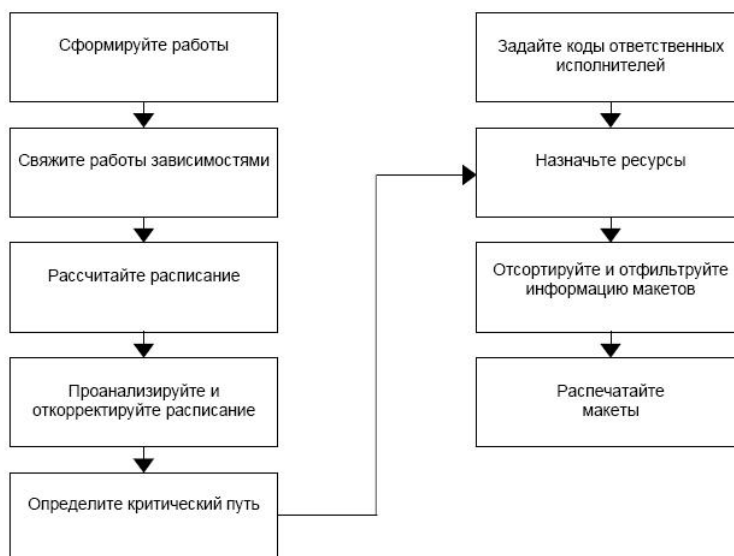 Сформируйте работы
Свяжите работы зависимостями
Рассчитайте расписание
Проанализируйте и
откорректируйте расписание
Определите критический путь
Задайте коды ответственных
исполнителей
Назначьте ресурсы
Отсортируйте и отфильтруйте
информацию макетов
Распечатайте
макеты